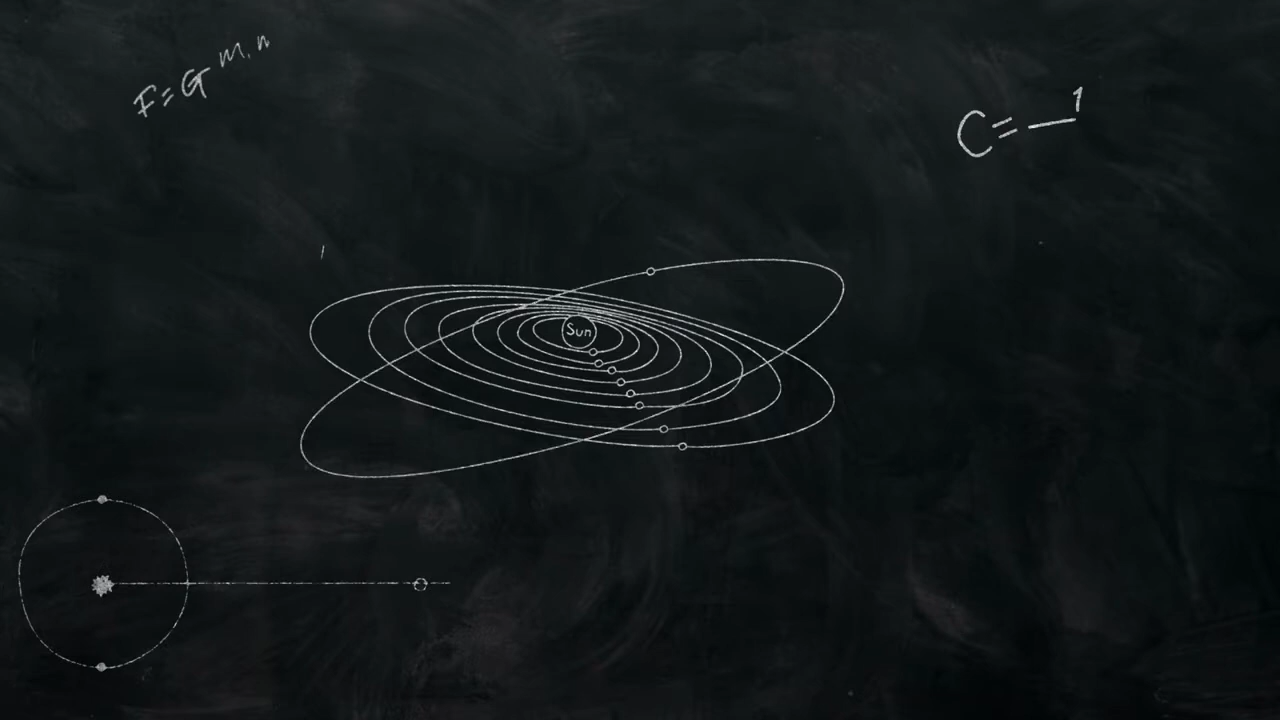 F=G m, n
C= — 1
Sun